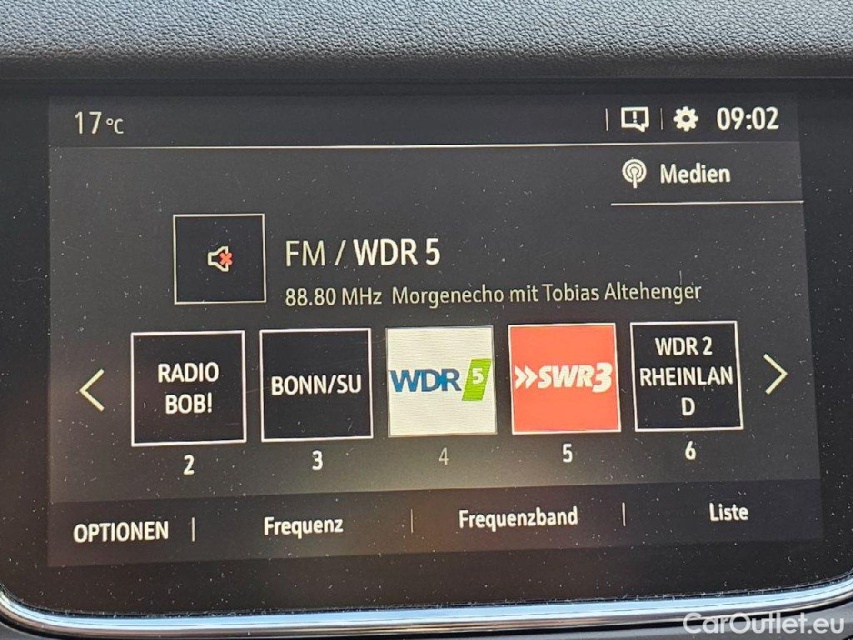 17 °C
09:02
Medien
FM / WDR 5
88.80 MHz Morgenecho mit Tobias Altehenger
RADIO
BOB!
BONN/SU
WDR 5
SWR3
WDR 2
RHEINLAN
D
2
3
4
5
6
OPTIONEN
Frequenz
Frequenzband
Liste
CarOutlet.eu